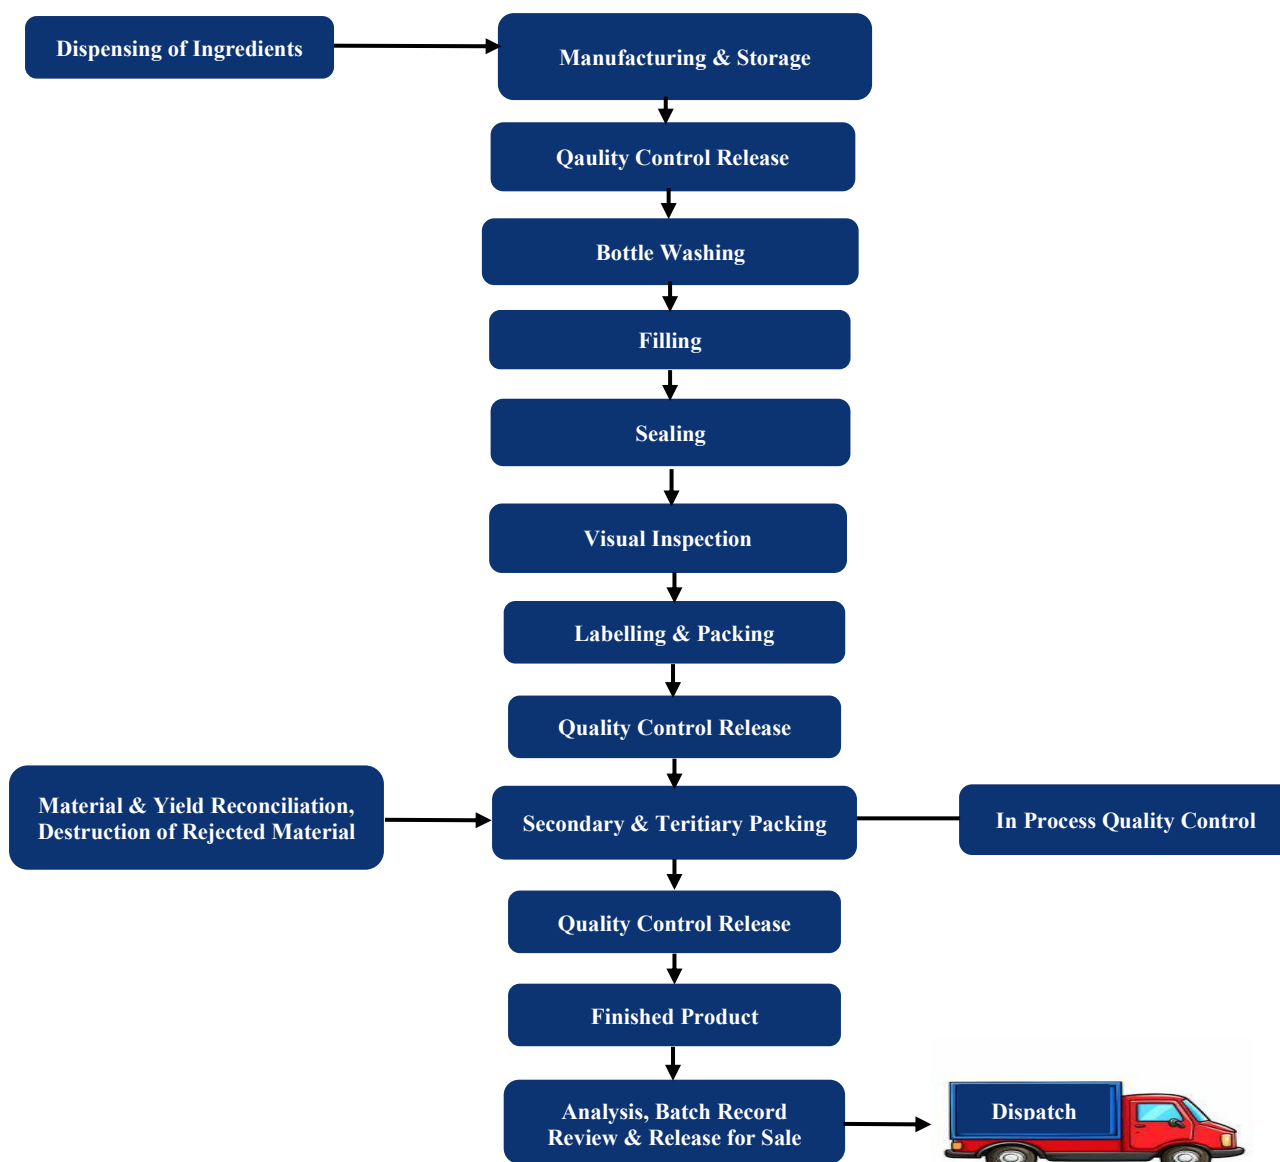 Dispensing of Ingredients
Manufacturing & Storage
Qaulity Control Release
Bottle Washing
Filling
Sealing
Visual Inspection
Labelling & Packing
Quality Control Release
Material & Yield Reconciliation,
Destruction of Rejected Material
Secondary & Teritiary Packing
In Process Quality Control
Quality Control Release
Finished Product
Analysis, Batch Record
Review & Release for Sale
Dispatch